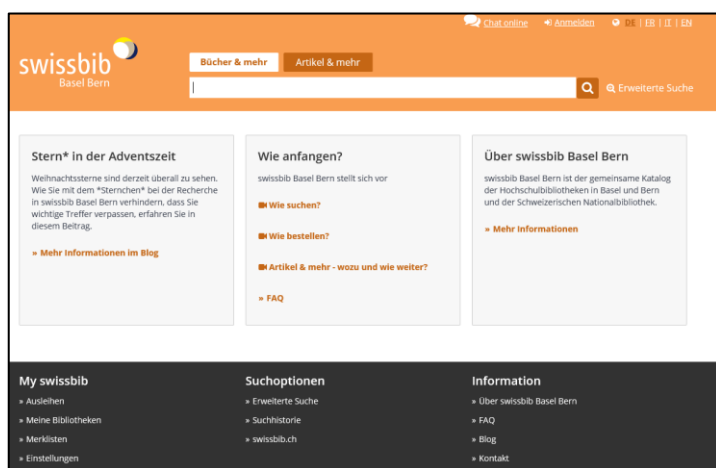 Chat online Anmelden DE | FR | IT | EN
swissbib
Basel Bern
Bücher & mehr Artikel & mehr
Erweiterte Suche
Stern* in der Adventszeit
Weihnachtssterne sind derzeit überall zu sehen.
Wie Sie mit dem *Sternchen* bei der Recherche
in swissbib Basel Bern verhindern, dass Sie
wichtige Treffer verpassen, erfahren Sie in
diesem Beitrag.
» Mehr Informationen im Blog
Wie anfangen?
swissbib Basel Bern stellt sich vor
Wie suchen?
Wie bestellen?
Artikel & mehr - wozu und wie weiter?
» FAQ
Über swissbib Basel Bern
swissbib Basel Bern ist der gemeinsame Katalog
der Hochschulbibliotheken in Basel und Bern
und der Schweizerischen Nationalbibliothek.
» Mehr Informationen
My swissbib
» Ausleihen
» Meine Bibliotheken
» Merklisten
» Einstellungen
Suchoptionen
» Erweiterte Suche
» Suchhistorie
» swissbib.ch
Information
» Über swissbib Basel Bern
» FAQ
» Blog
» Kontakt